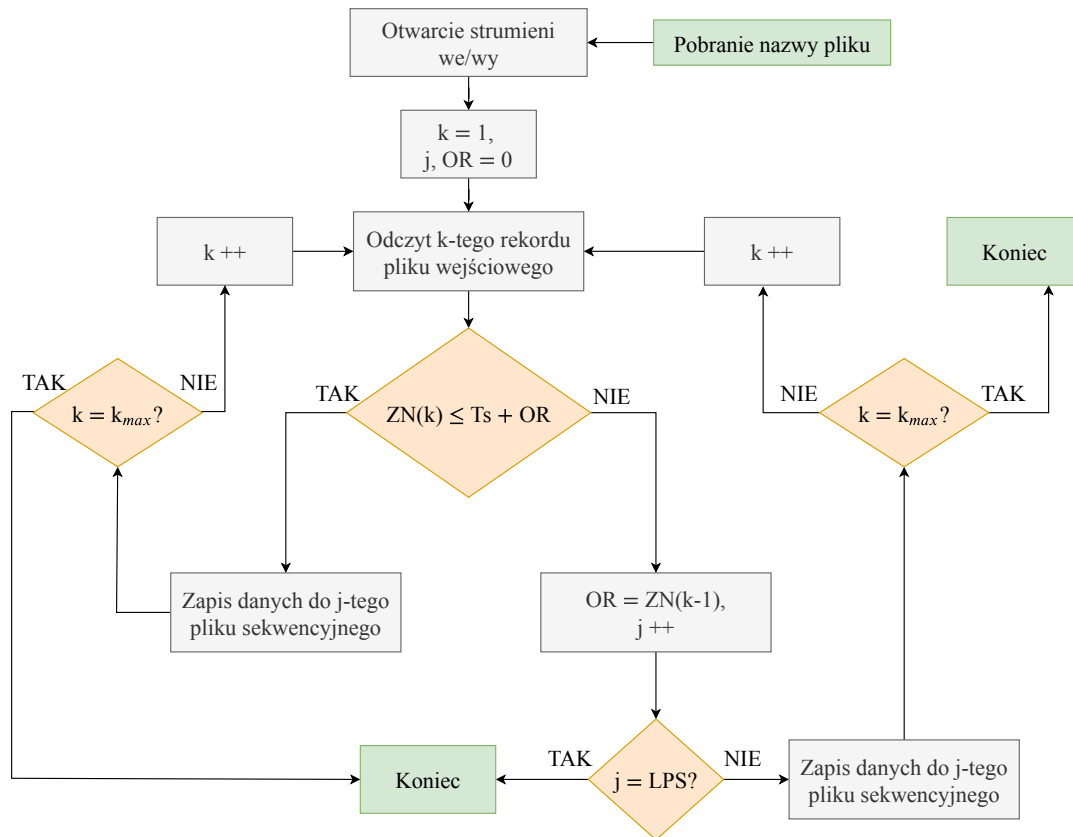 Otwarcie strumieni
we/wy
Pobranie nazwy pliku
k = 1,
j, OR = 0
k ++
Odczyt k-tego rekordu
pliku wejściowego
k ++
Koniec
TAK
NIE
k = kmax?
TAK
NIE
ZN(k) ≤ Ts + OR
NIE
TAK
k = kmax?
Zapis danych do j-tego
pliku sekwencyjnego
OR = ZN(k-1),
j ++
Koniec
TAK
NIE
j = LPS?
Zapis danych do j-tego
pliku sekwencyjnego